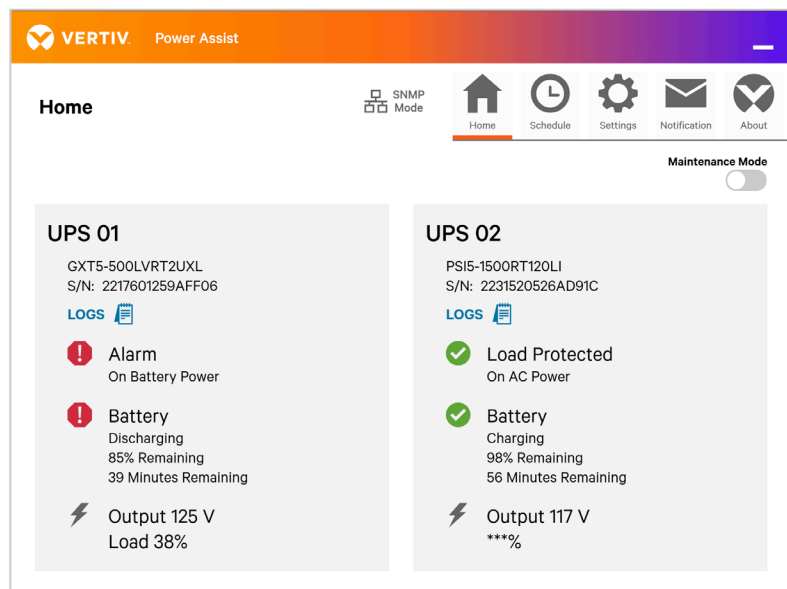 VERTIV. Power Assist
Home
SNMP
Mode
Home
Schedule
Settings
Notification
About
Maintenance Mode
UPS 01
GXT5-500LVRT2UXL
S/N: 2217601259AFF06
LOGS
Alarm
On Battery Power
Battery
Discharging
85% Remaining
39 Minutes Remaining
Output 125 V
Load 38%
UPS 02
PSI5-1500RT120LI
S/N: 2231520526AD91C
LOGS
Load Protected
On AC Power
Battery
Charging
98% Remaining
56 Minutes Remaining
Output 117 V
***%